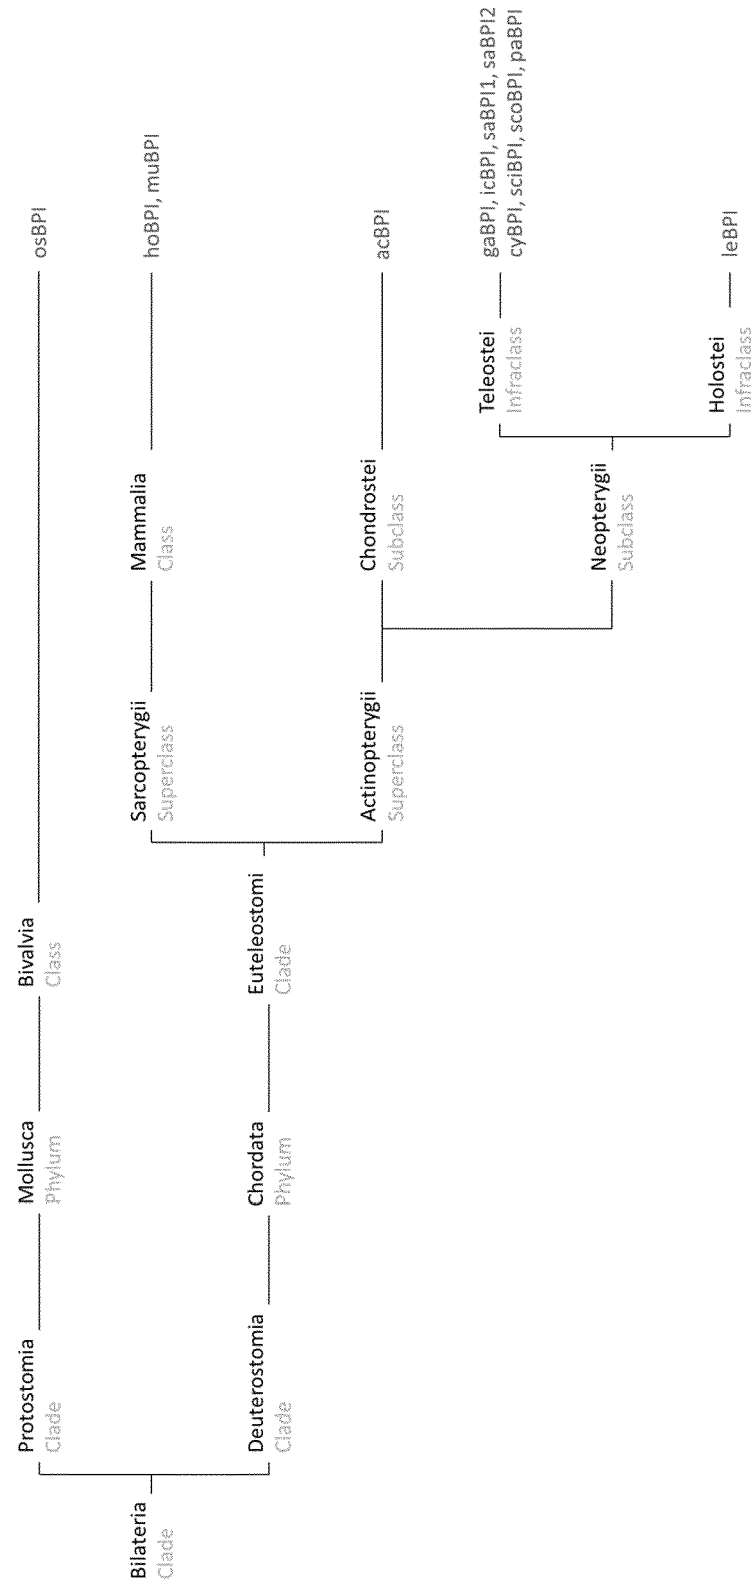 Bilateria
Clade
Protostomia
Clade
Mollusca
Phylum
Bivalvia
Class
osBPI
Deuterostomia
Clade
Chordata
Phylum
Euteleostomi
Clade
Sarcopterygii
Superclass
Mammalia
Class
hoBPI, muBPI
Actinopterygii
Superclass
Chondrostei
Subclass
acBPI
Neopterygii
Subclass
Teleostei
Infraclass
gaBPI, icBPI, saBPI1, saBPI2
cyBPI, sciBPI, scoBPI, paBPI
Holostei
Infraclass
leBPI